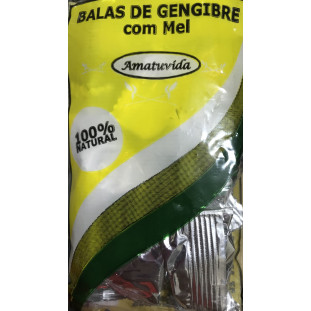 BALAS DE GENGIBRE
com Mel
Amatuvida
100%
NATURAL